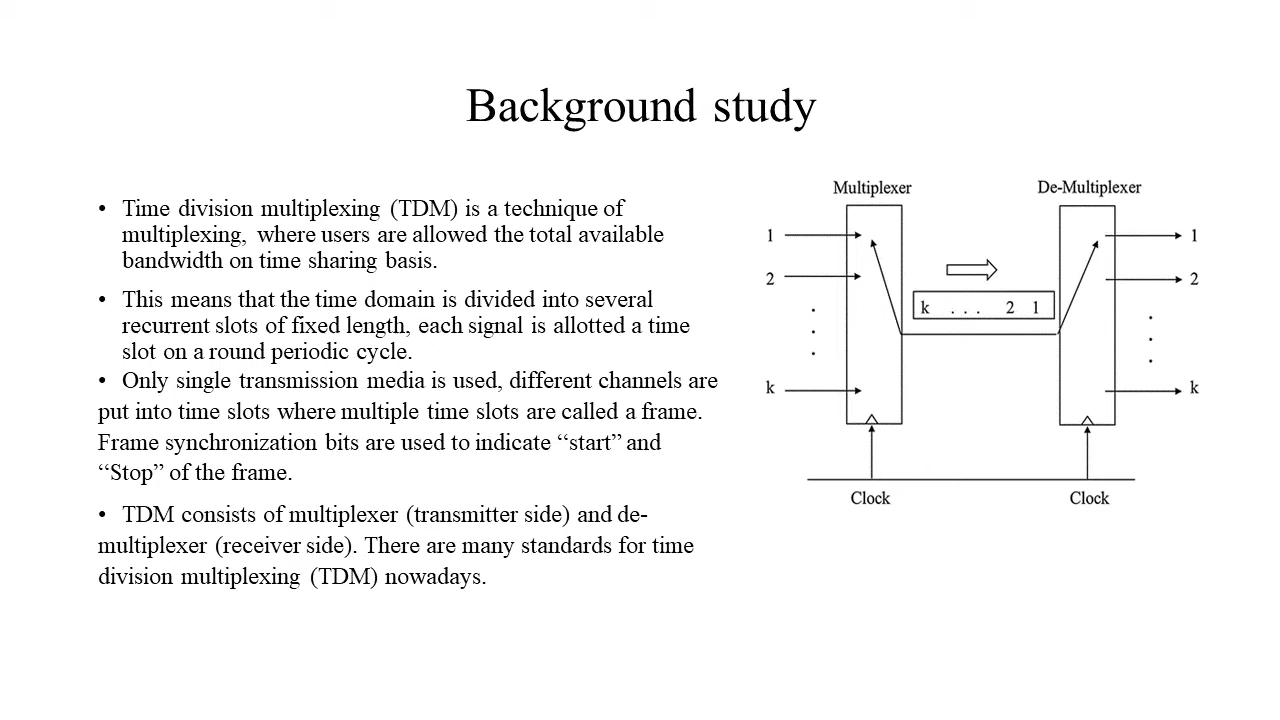 Background study
• Time division multiplexing (TDM) is a technique of
multiplexing, where users are allowed the total available
bandwidth on time sharing basis.
• This means that the time domain is divided into several
recurrent slots of fixed length, each signal is allotted a time
slot on a round periodic cycle.
• Only single transmission media is used, different channels are
put into time slots where multiple time slots are called a frame.
Frame synchronization bits are used to indicate “start” and
“Stop” of the frame.
• TDM consists of multiplexer (transmitter side) and de-
multiplexer (receiver side). There are many standards for time
division multiplexing (TDM) nowadays.
Multiplexer
De-Multiplexer
1
2
.
.
.
k
k . . . 2 1
1
2
.
.
.
k
Clock
Clock